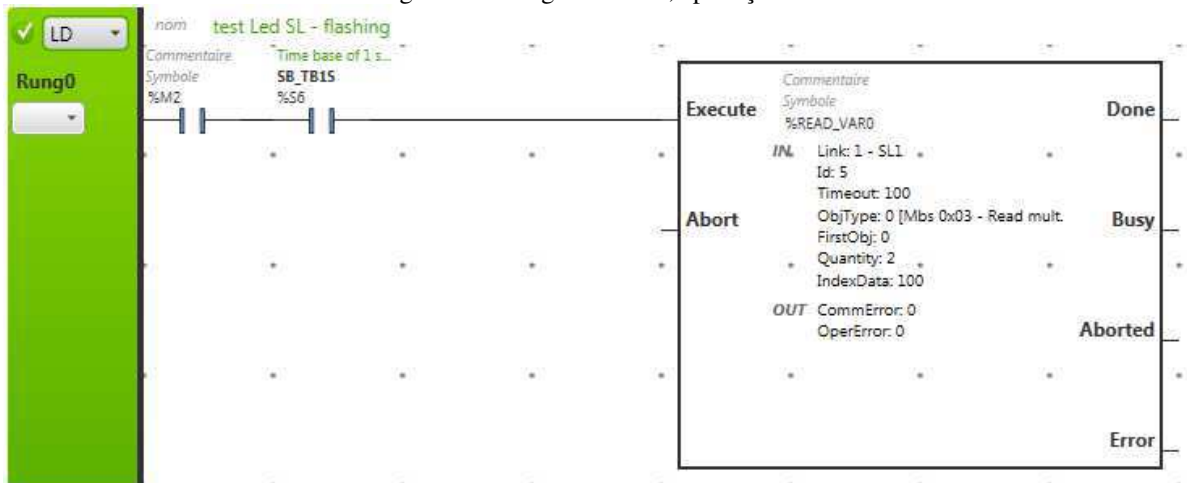 LD
nom test Led SL - flashing
Commentaire Time base of 1 s...
Rung0
Symbole SB_TB1S
%M2 %S6
Execute
Commentaire
Symbole
%READ_VAR0
Done
IN Link: 1 - SL1
Id: 5
Timeout: 100
Abort
ObjType: 0 [Mbs 0x03 - Read mult.
Busy
FirstObj: 0
Quantity: 2
IndexData: 100
OUT CommError: 0
OperError: 0
Aborted
Error